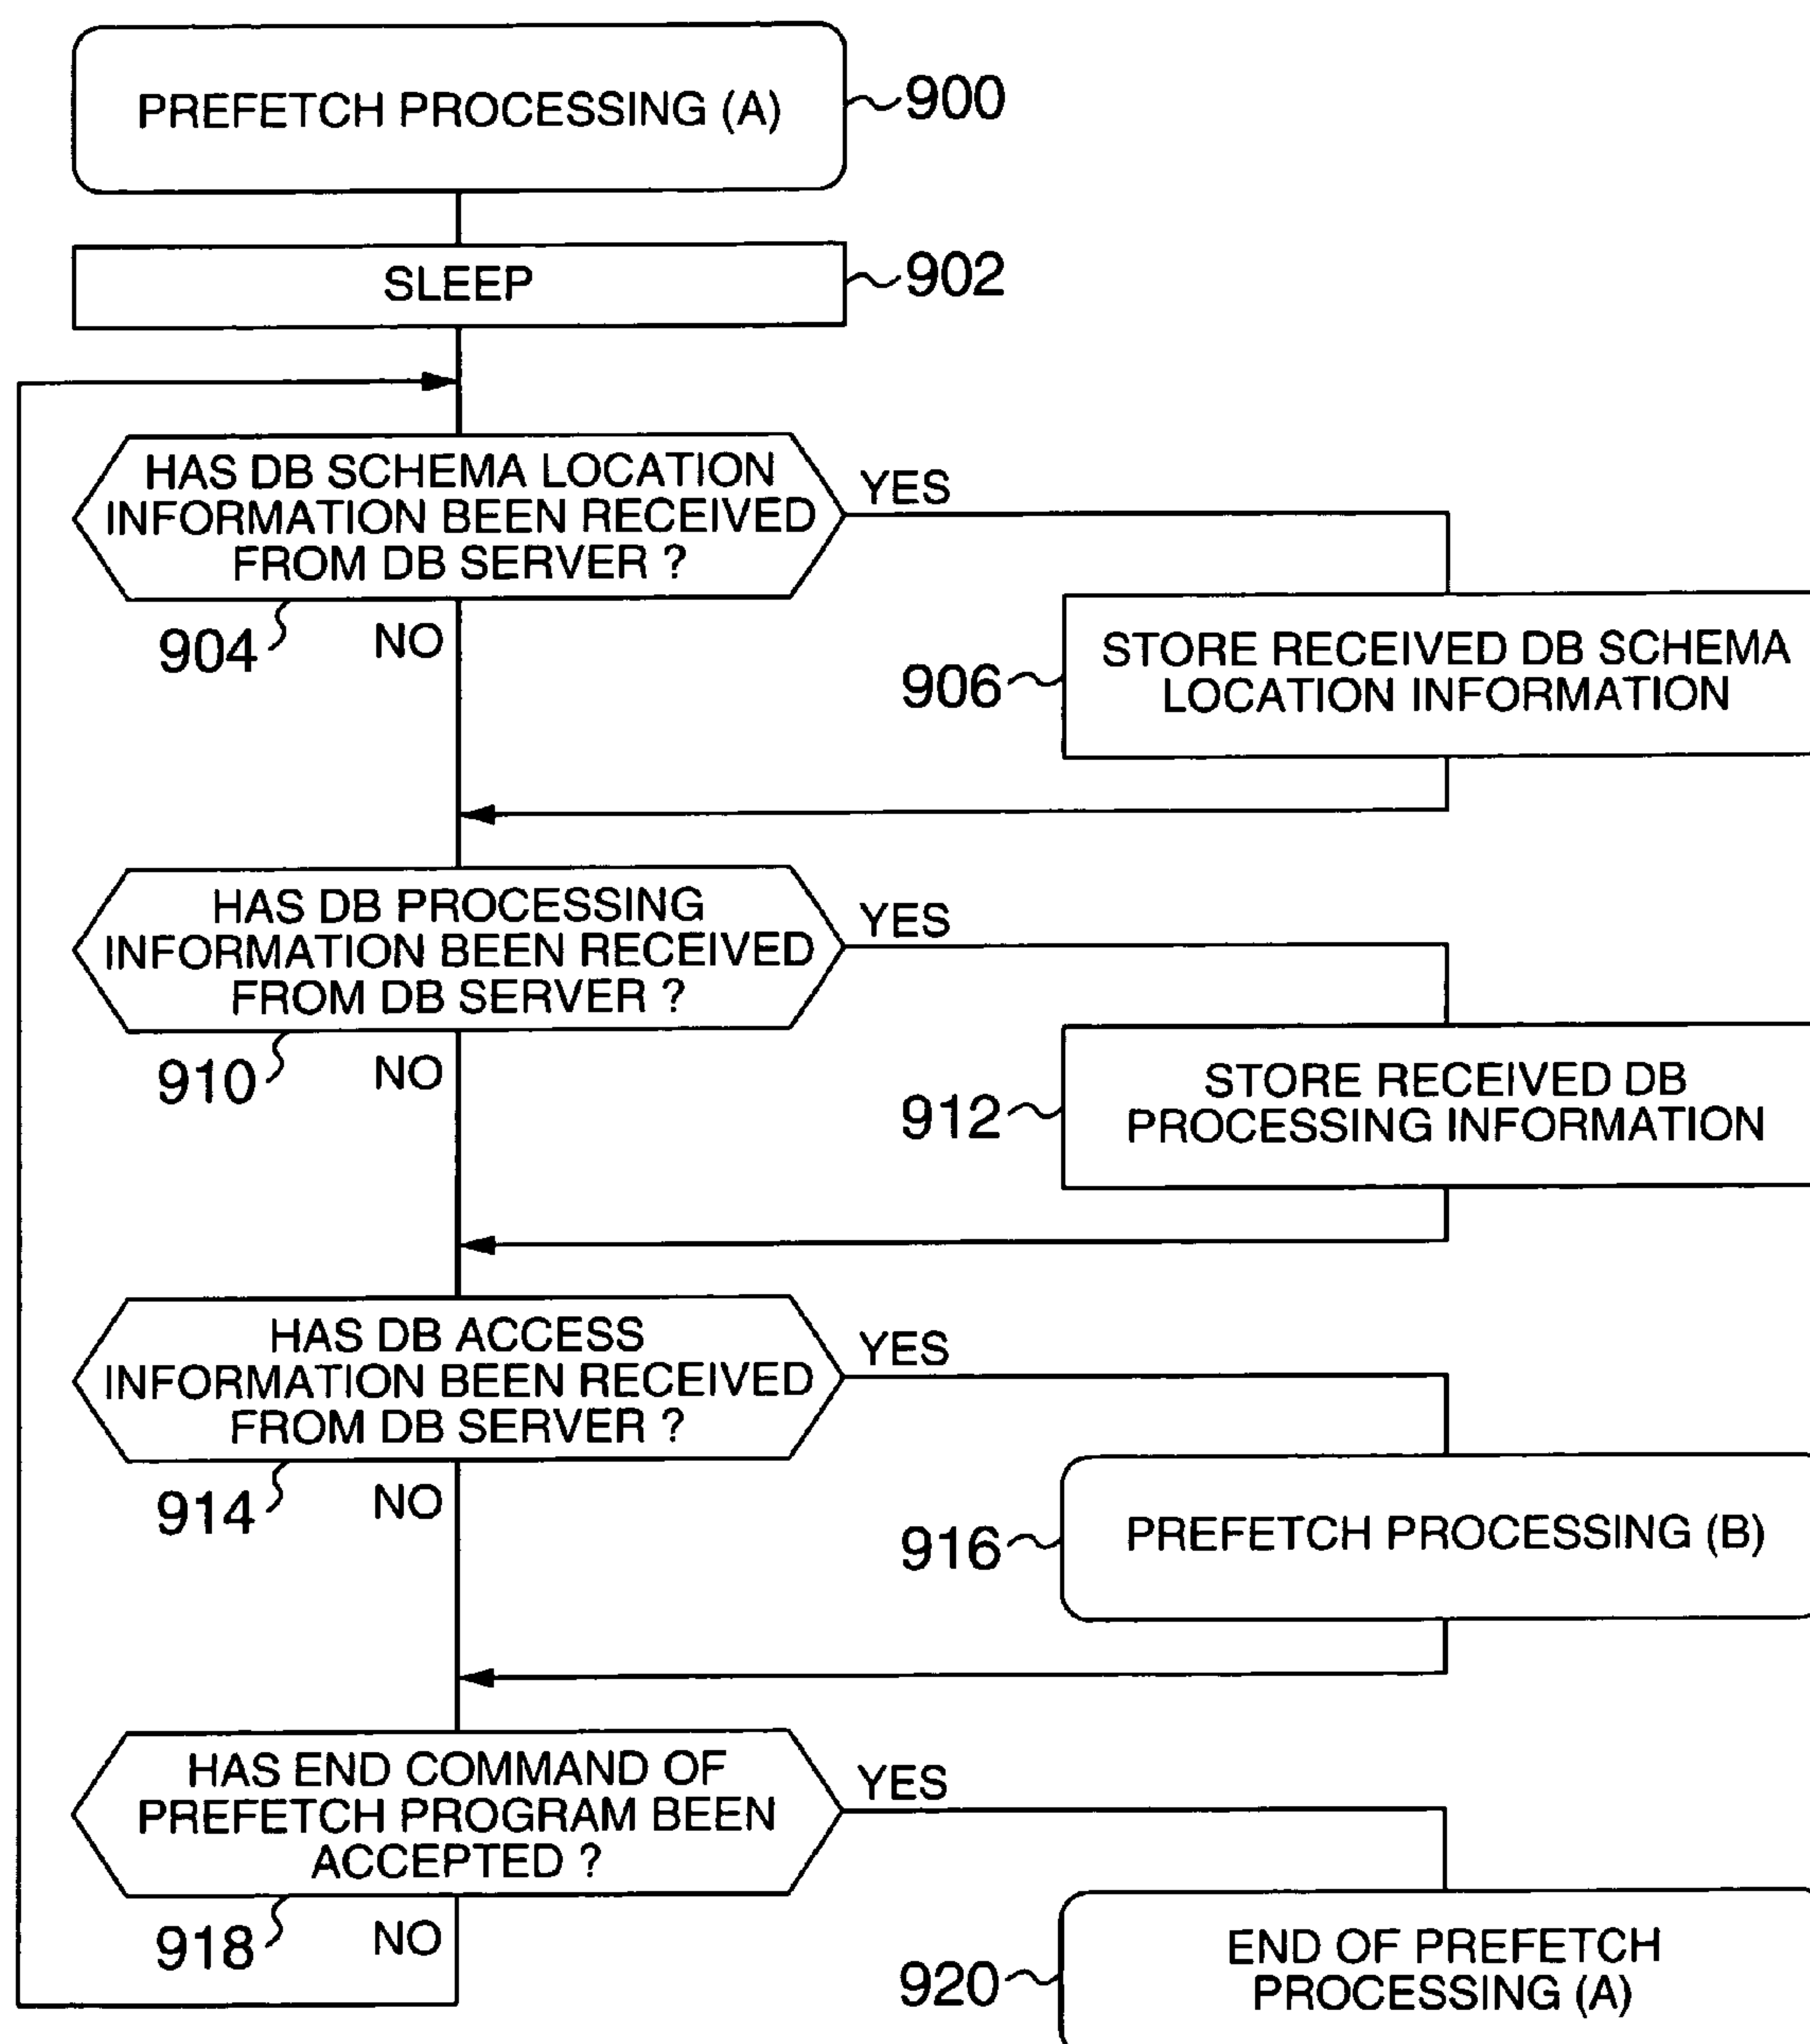 PREFETCH PROCESSING (A)
900
SLEEP
902
HAS DB SCHEMA LOCATION
INFORMATION BEEN RECEIVED
FROM DB SERVER ?
YES
904
NO
906
STORE RECEIVED DB SCHEMA
LOCATION INFORMATION
HAS DB PROCESSING
INFORMATION BEEN RECEIVED
FROM DB SERVER ?
YES
910
NO
912
STORE RECEIVED DB
PROCESSING INFORMATION
HAS DB ACCESS
INFORMATION BEEN RECEIVED
FROM DB SERVER ?
YES
914
NO
916
PREFETCH PROCESSING (B)
HAS END COMMAND OF
PREFETCH PROGRAM BEEN
ACCEPTED ?
YES
918
NO
920
END OF PREFETCH
PROCESSING (A)